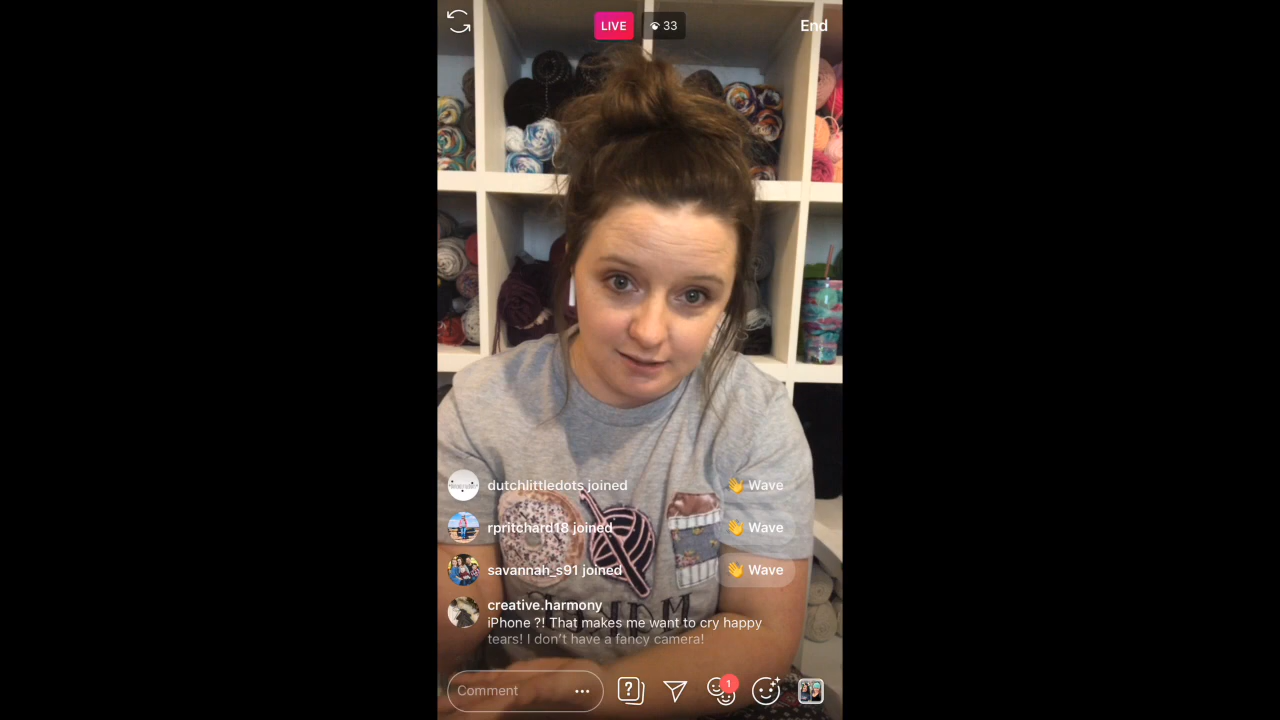 LIVE
33
End
dutchlittledots joined
Wave
rpritchard18 joined
Wave
savannah_s91 joined
Wave
creative.harmony
iPhone ?! That makes me want to cry happy
tears! I don't have a fancy camera!
Comment
?
1